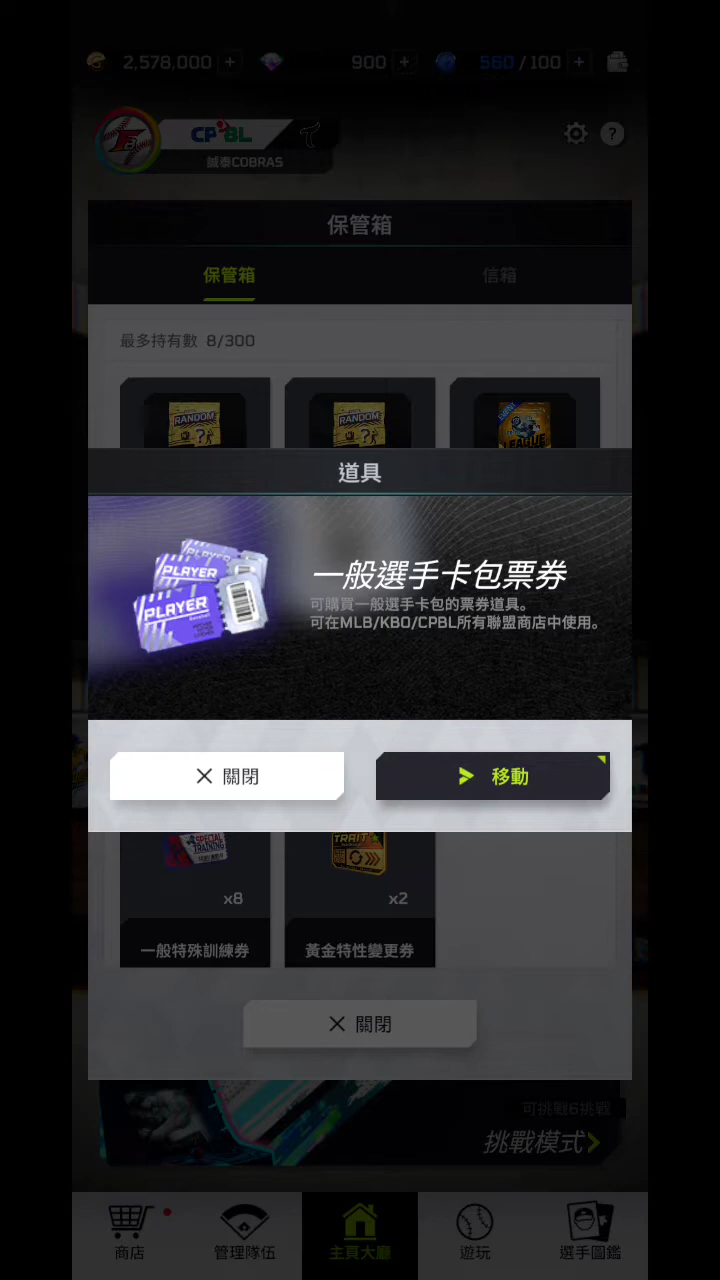 2,578,000 +
900 +
560/100 +
CPBL
誠泰COBRAS
?
保管箱
保管箱
信箱
最多持有數 8/300
RANDOM
?
RANDOM
?
LEAGUE
道具
PLAYER
PLAYER
PLAYER
一般選手卡包票券
可購買一般選手卡包的票券道具。
可在MLB/KBO/CPBL所有聯盟商店中使用。
關閉
移動
SPECIAL
TRAINING
TRAIT
x8
x2
一般特殊訓練券
黃金特性變更券
關閉
可挑戰6挑戰
挑戰模式
商店
管理隊伍
主頁大廳
遊玩
選手圖鑑